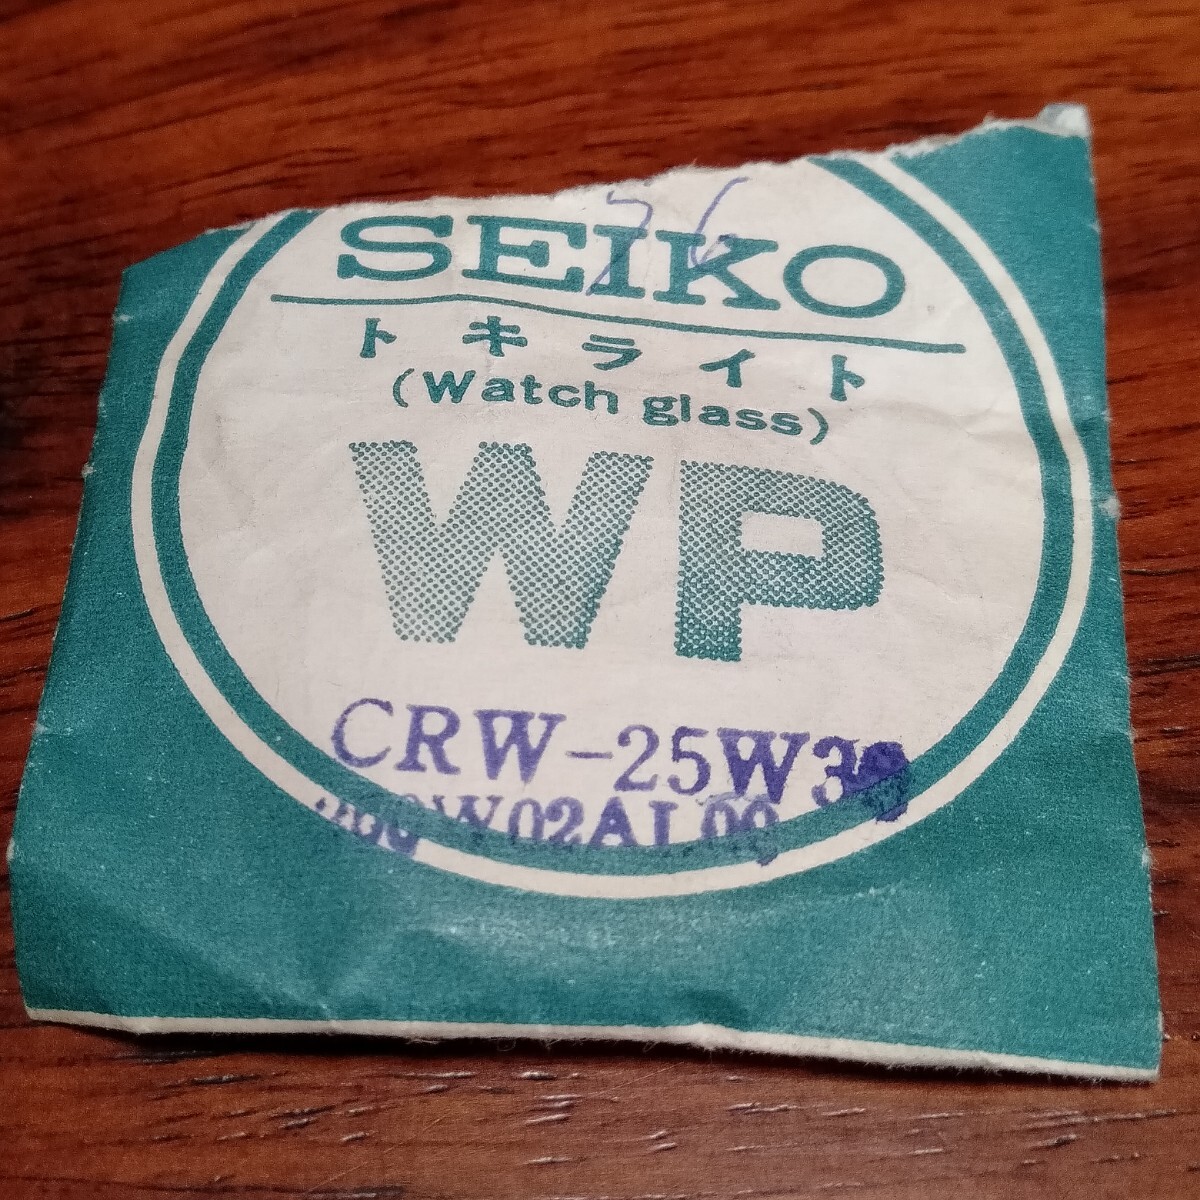 SEIKO
トキライト
(Watch glass)
WP
CRW-25W3